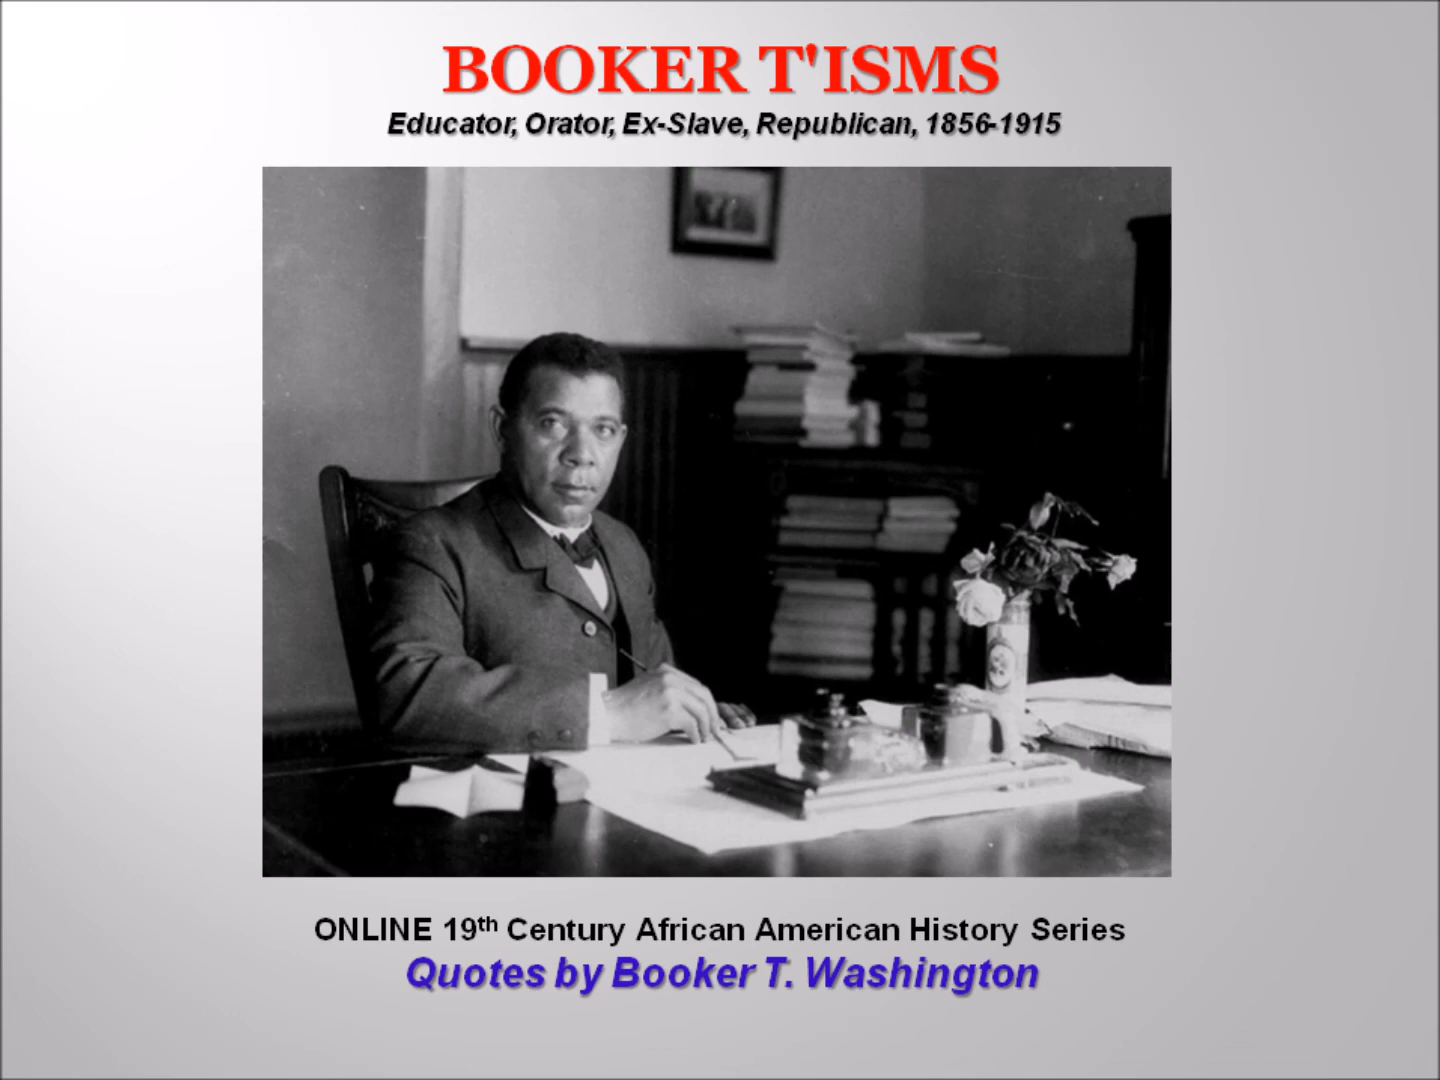 BOOKER T'ISMS
Educator, Orator, Ex-Slave, Republican, 1856-1915
ONLINE 19th Century African American History Series
Quotes by Booker T. Washington